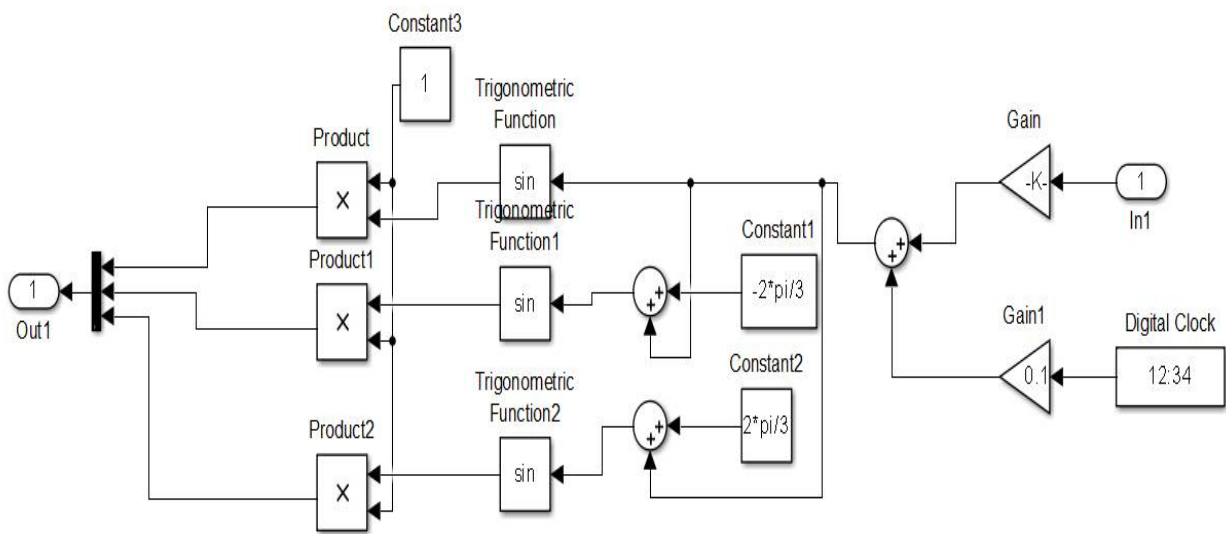 Constant3
1
Trigonometric
Function
Product
×
sin
Gain
-K-
1
In1
Trigonometric
Function1
Product1
×
sin
Constant1
-2*pi/3
+
+
+
+
1
Out1
Gain1
0.1
Digital Clock
12:34
Constant2
2*pi/3
+
+
Trigonometric
Function2
Product2
×
sin